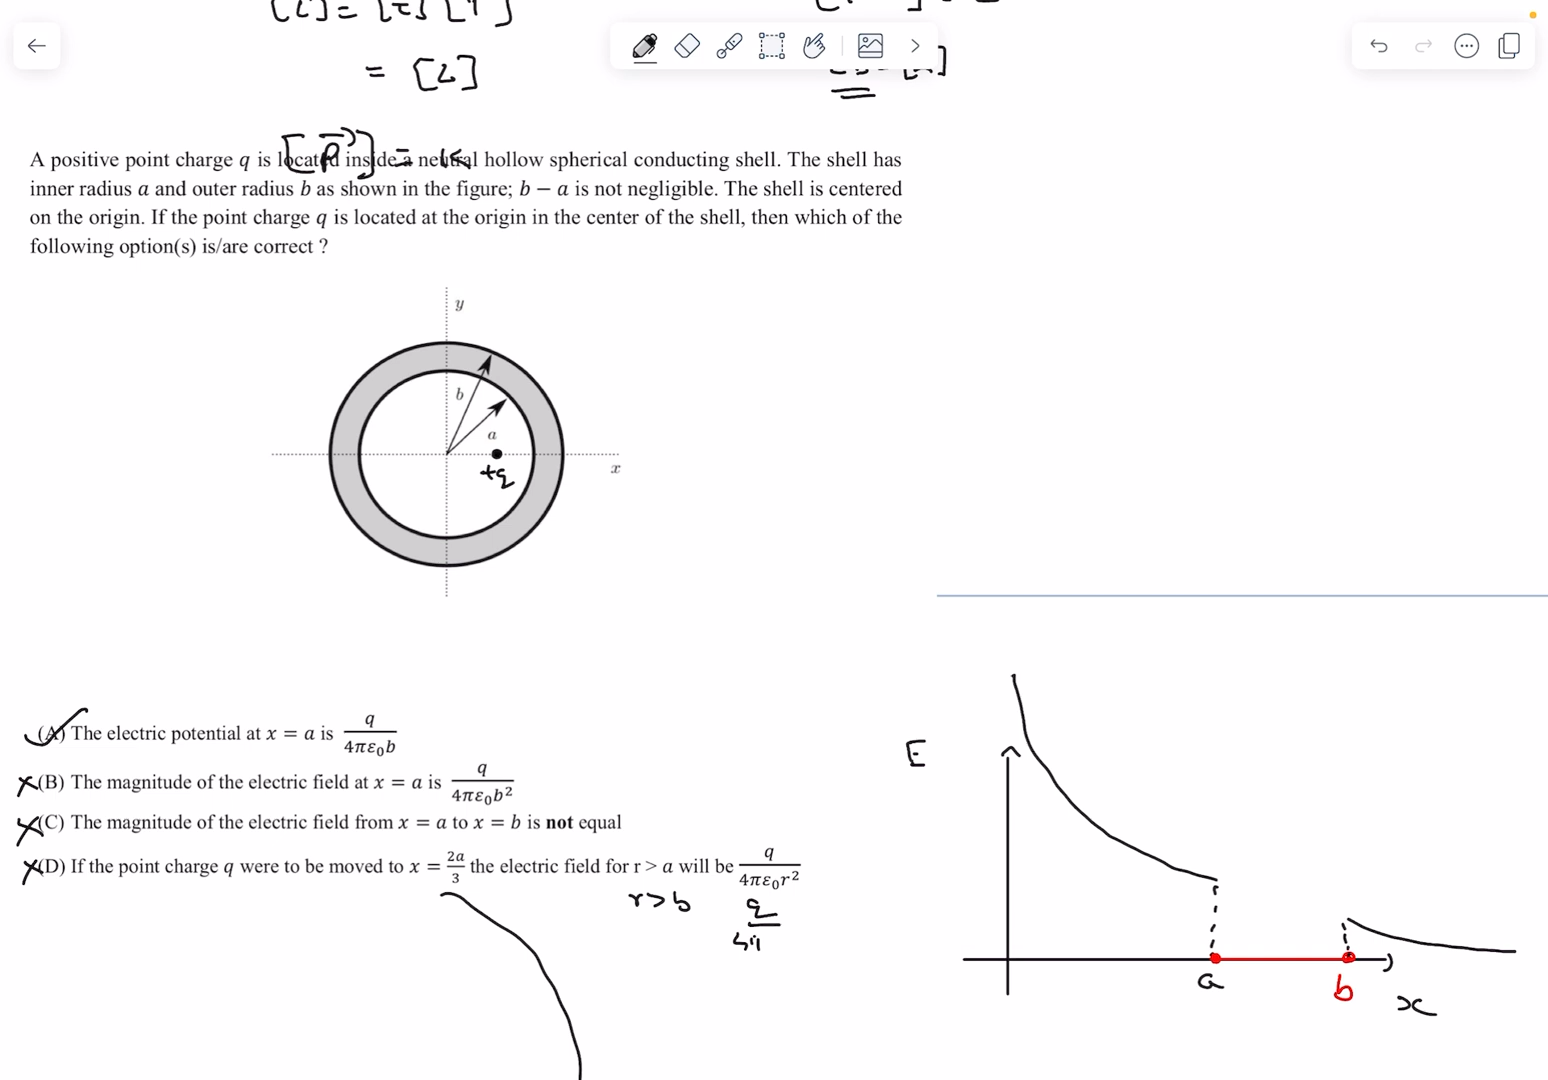 = [L]
[P] = K
A positive point charge q is located inside a neutral hollow spherical conducting shell. The shell has
inner radius a and outer radius b as shown in the figure; b − a is not negligible. The shell is centered
on the origin. If the point charge q is located at the origin in the center of the shell, then which of the
following option(s) is/are correct ?
y
b
a
+q
x
(A) The electric potential at x = a is q/4πε₀b
(B) The magnitude of the electric field at x = a is q/4πε₀b²
(C) The magnitude of the electric field from x = a to x = b is not equal
(D) If the point charge q were to be moved to x = 2a/3 the electric field for r > a will be q/4πε₀r²
r>b q/4π
E
a
b
x